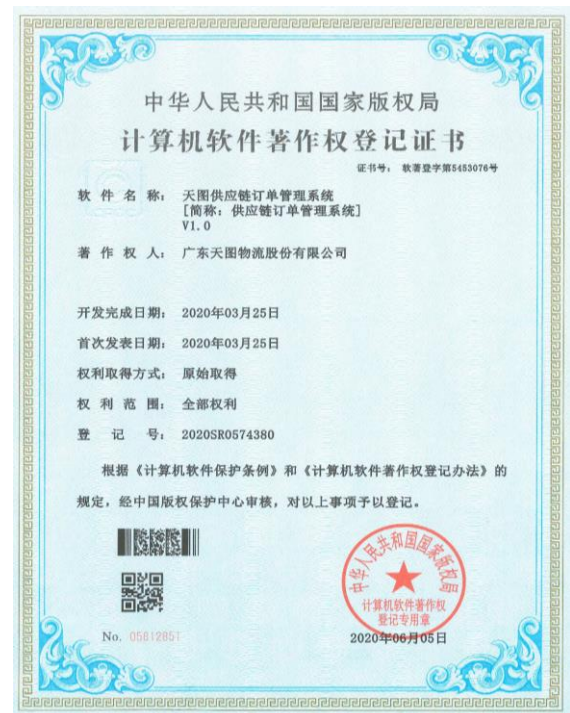 中华人民共和国国家版权局
计算机软件著作权登记证书
证书号: 软著登字第5453076号
软件名称: 天图供应链订单管理系统
[简称: 供应链订单管理系统]
V1.0
著作权人: 广东天图物流股份有限公司
开发完成日期: 2020年03月25日
首次发表日期: 2020年03月25日
权利取得方式: 原始取得
权利范围: 全部权利
登记号: 2020SR0574380
根据《计算机软件保护条例》和《计算机软件著作权登记办法》的
规定，经中国版权保护中心审核，对以上事项予以登记。
中华人民共和国国家版权局
计算机软件著作权
登记专用章
No. 05612851
2020年06月05日